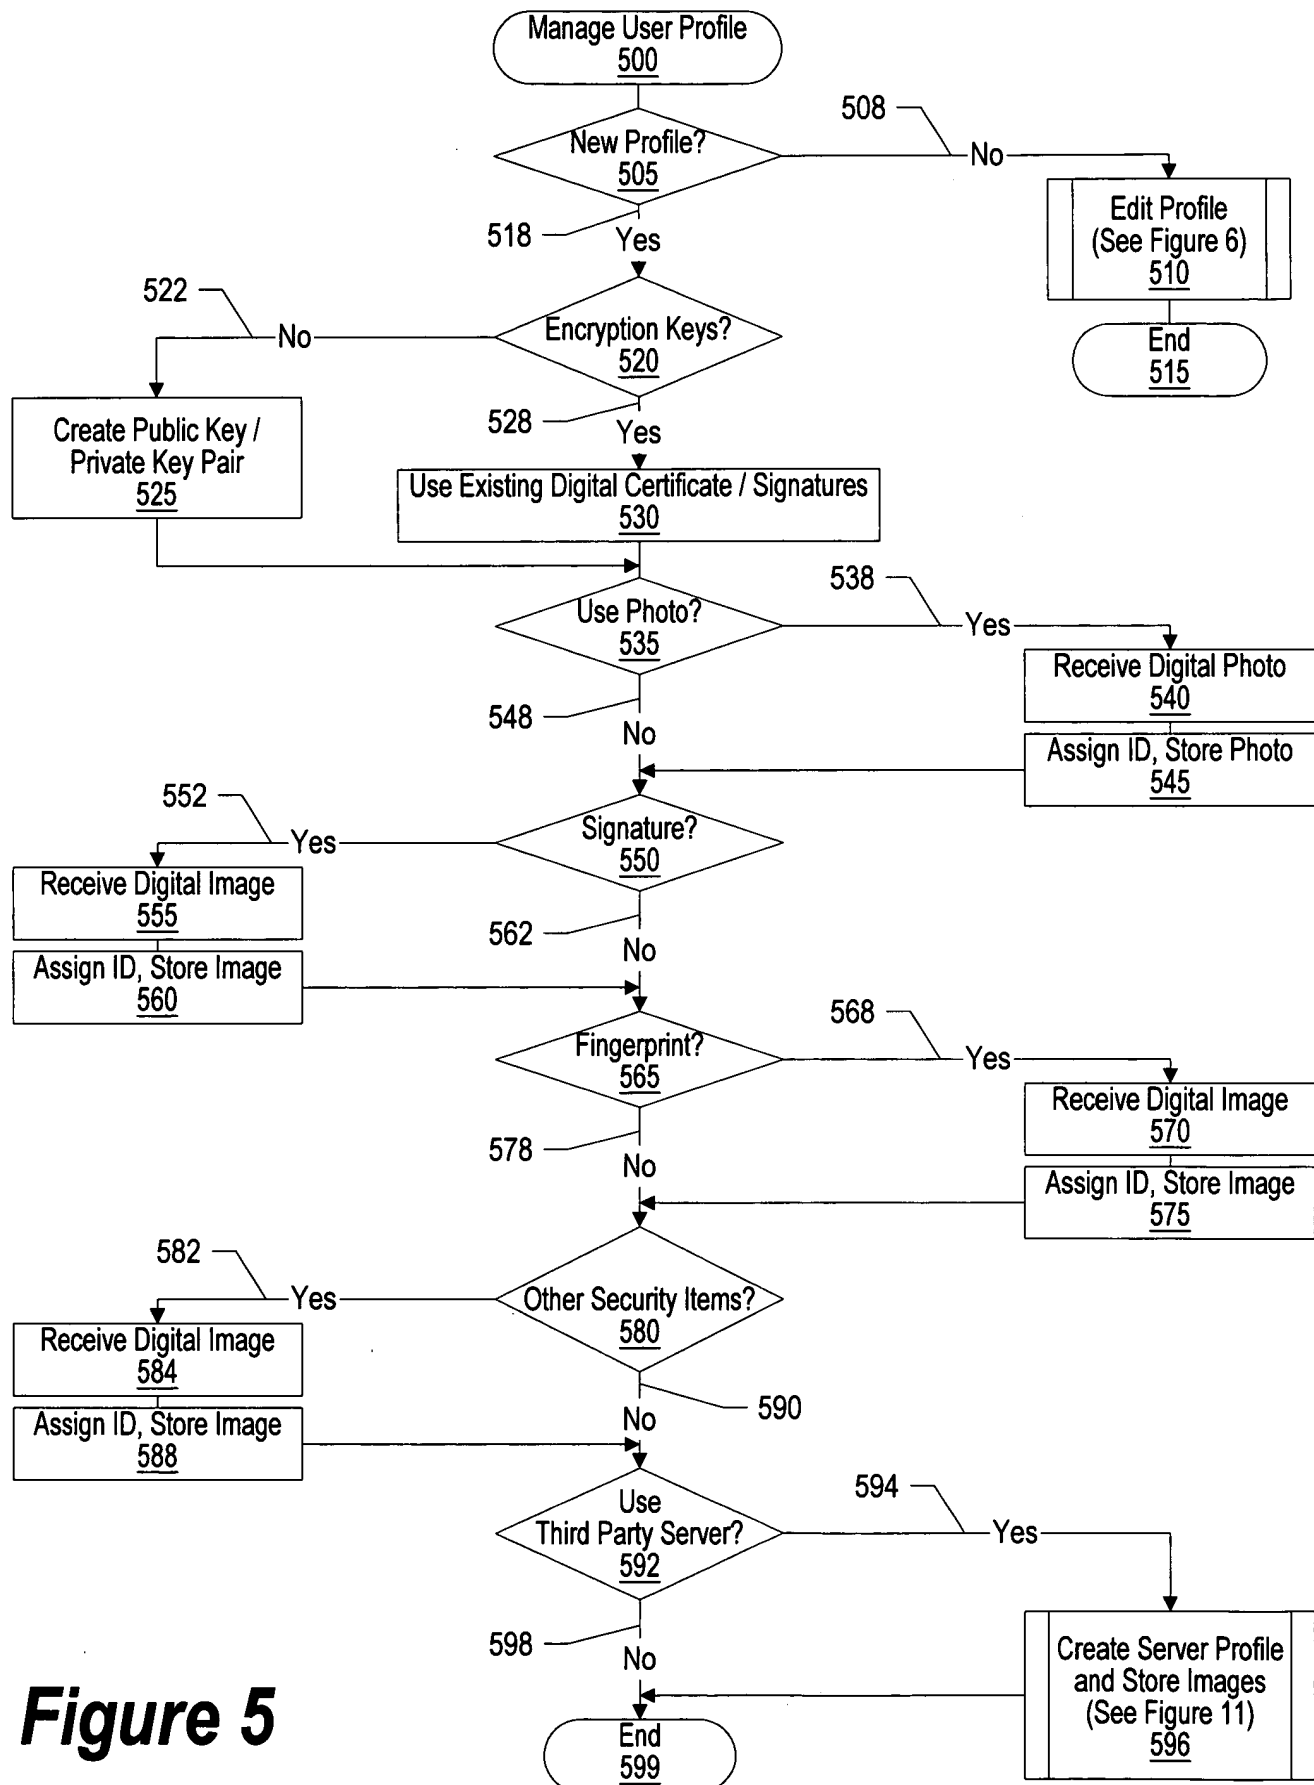 Manage User Profile
500
508
New Profile?
505
No
518
Yes
Edit Profile
(See Figure 6)
510
522
No
Encryption Keys?
520
End
515
528
Yes
Create Public Key /
Private Key Pair
525
Use Existing Digital Certificate / Signatures
530
538
Use Photo?
535
Yes
Receive Digital Photo
540
548
No
Assign ID, Store Photo
545
552
Yes
Signature?
550
Receive Digital Image
555
562
No
Assign ID, Store Image
560
568
Fingerprint?
565
Yes
Receive Digital Image
570
578
No
Assign ID, Store Image
575
582
Yes
Other Security Items?
580
Receive Digital Image
584
590
No
Assign ID, Store Image
588
594
Use
Third Party Server?
592
Yes
598
No
Create Server Profile
and Store Images
(See Figure 11)
596
Figure 5
End
599